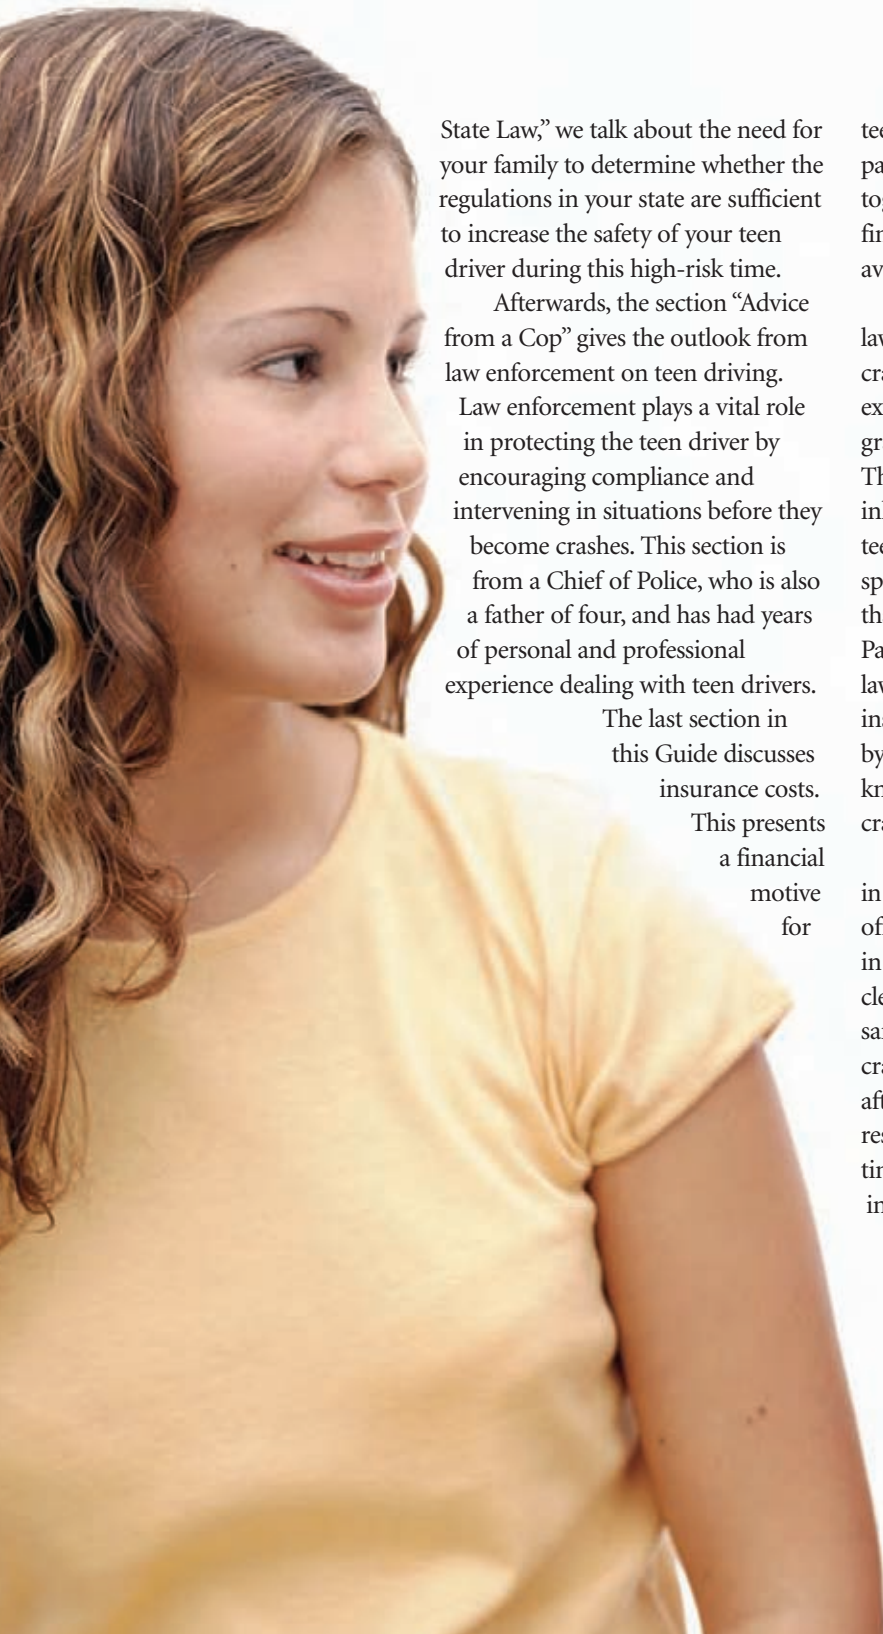 State Law,” we talk about the need for
your family to determine whether the
regulations in your state are sufficient
to increase the safety of your teen
driver during this high-risk time.
Afterwards, the section “Advice
from a Cop” gives the outlook from
law enforcement on teen driving.
Law enforcement plays a vital role
in protecting the teen driver by
encouraging compliance and
intervening in situations before they
become crashes. This section is
from a Chief of Police, who is also
a father of four, and has had years
of personal and professional
experience dealing with teen drivers.
The last section in
this Guide discusses
insurance costs.
This presents
a financial
motive
for